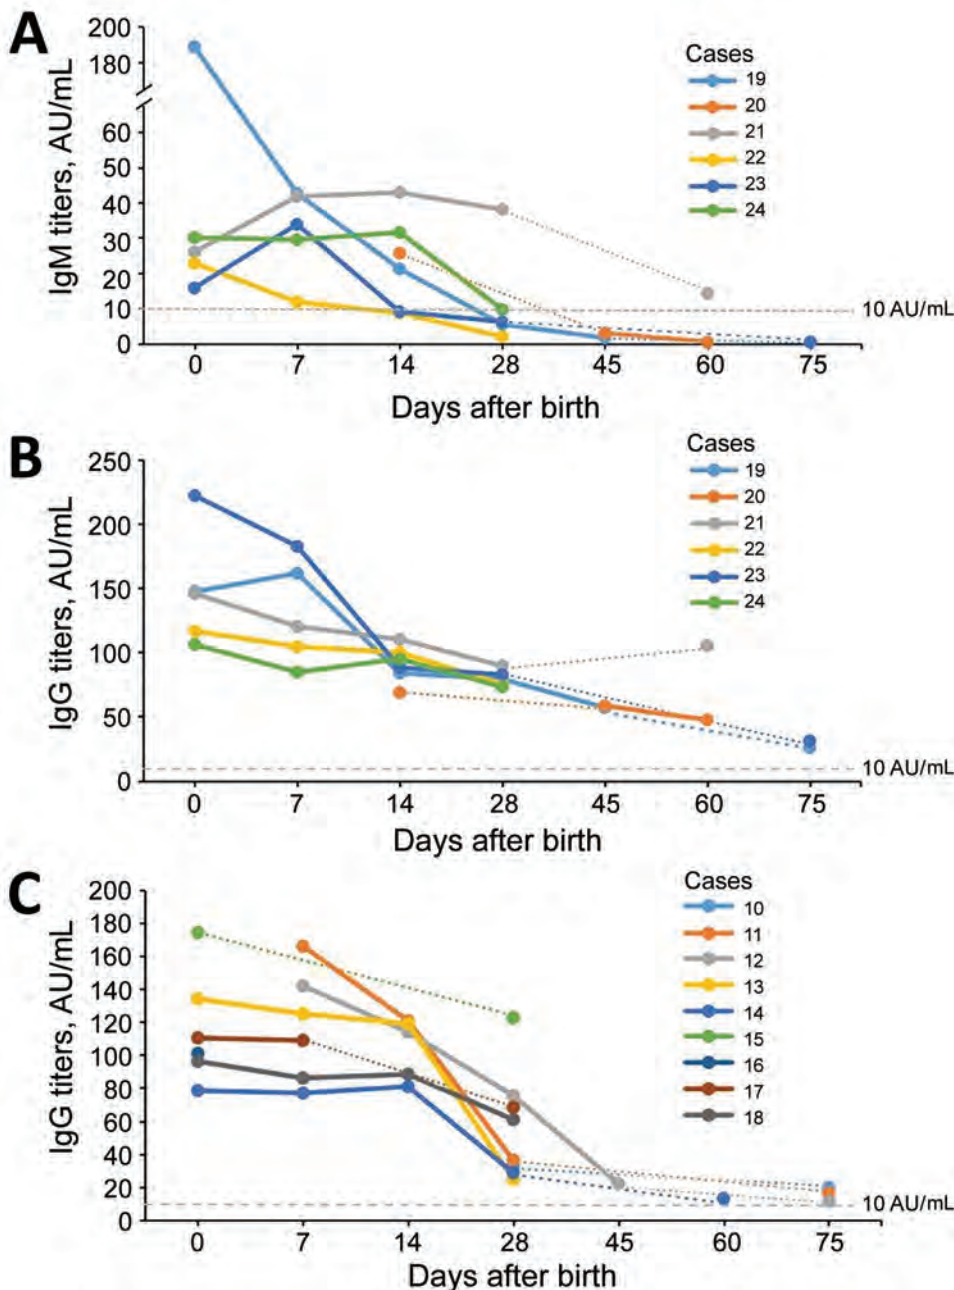 A
IgM titers, AU/mL
200
180
60
50
40
30
20
10
0
0 7 14 28 45 60 75
Days after birth
10 AU/mL
Cases
19
20
21
22
23
24
B
IgG titers, AU/mL
250
200
150
100
50
0
0 7 14 28 45 60 75
Days after birth
10 AU/mL
Cases
19
20
21
22
23
24
C
IgG titers, AU/mL
200
180
160
140
120
100
80
60
40
20
0
0 7 14 28 45 60 75
Days after birth
10 AU/mL
Cases
10
11
12
13
14
15
16
17
18